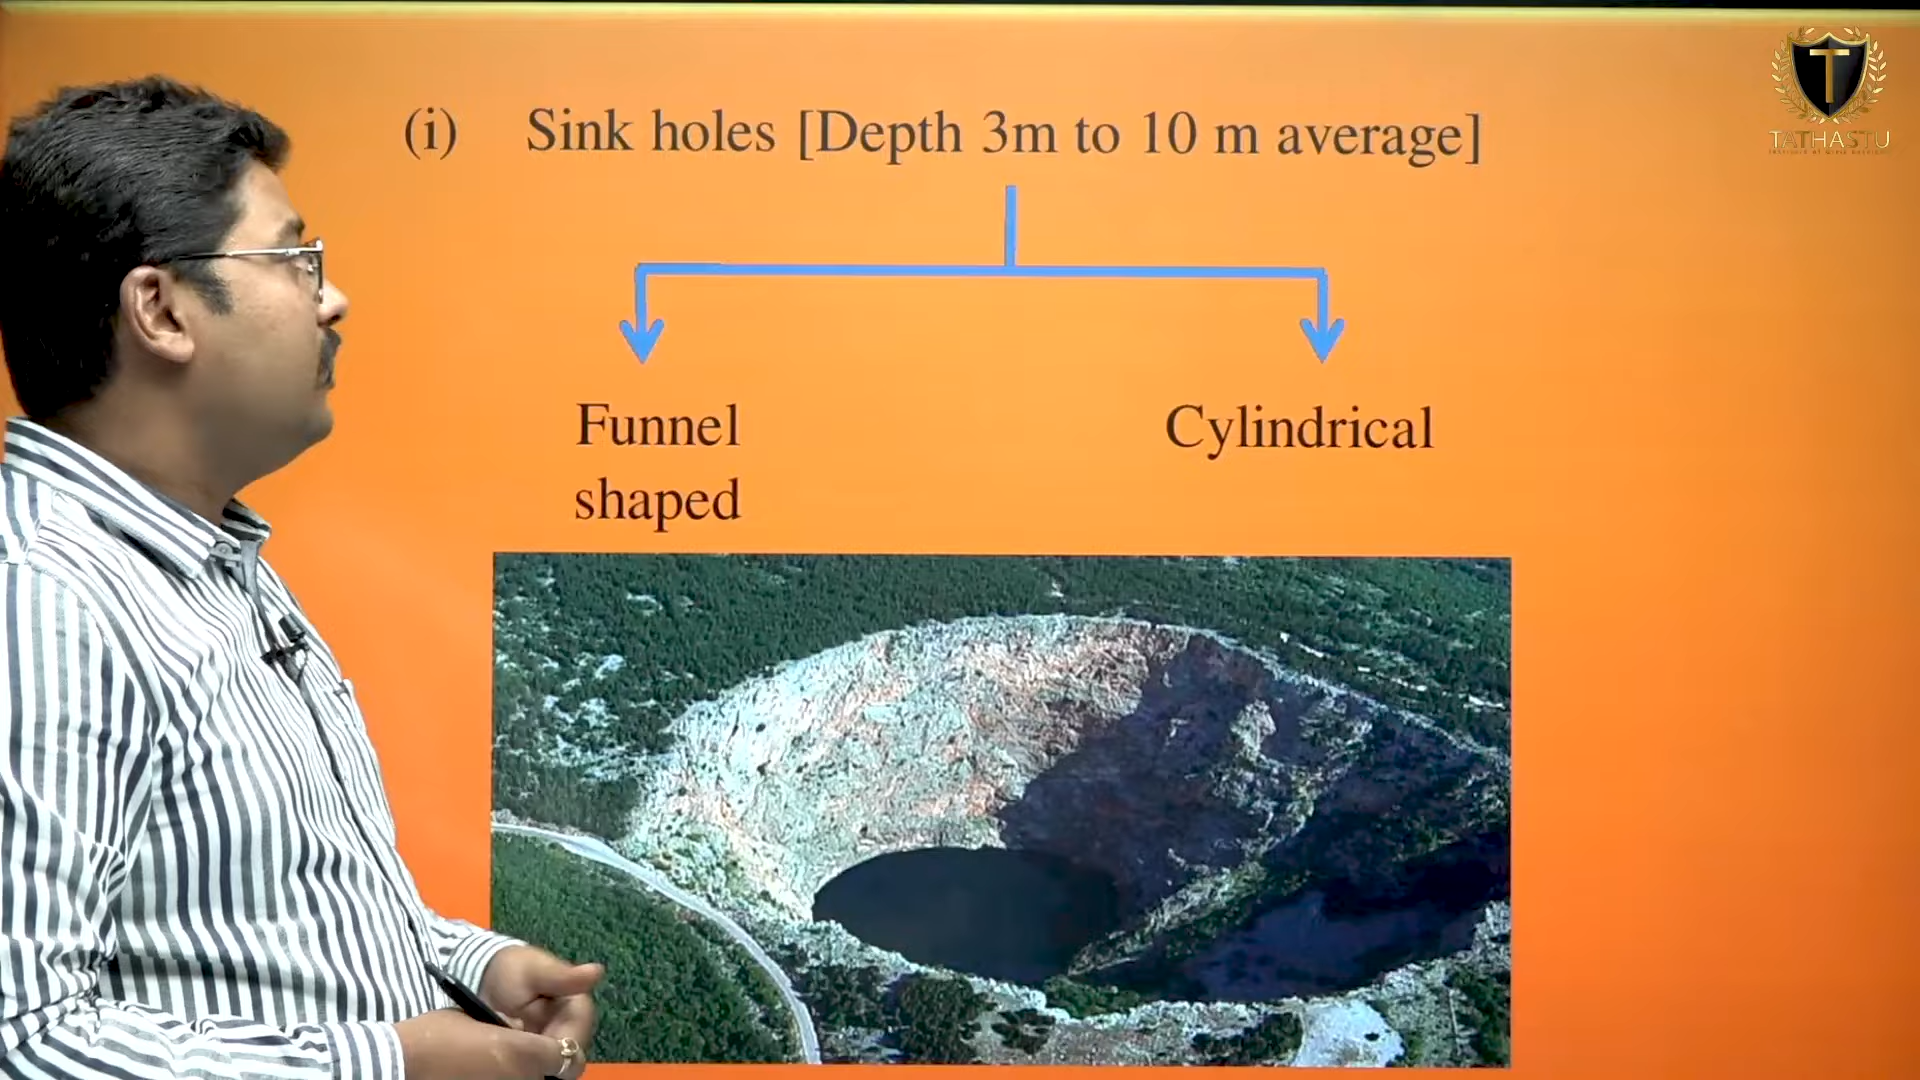 (i) Sink holes [Depth 3m to 10 m average]
Funnel
shaped
Cylindrical
T
TATHASTU